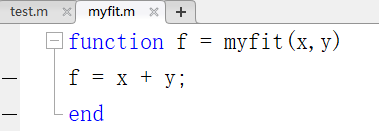 test.m × myfit.m × +
function f = myfit(x,y)
f = x + y;
end